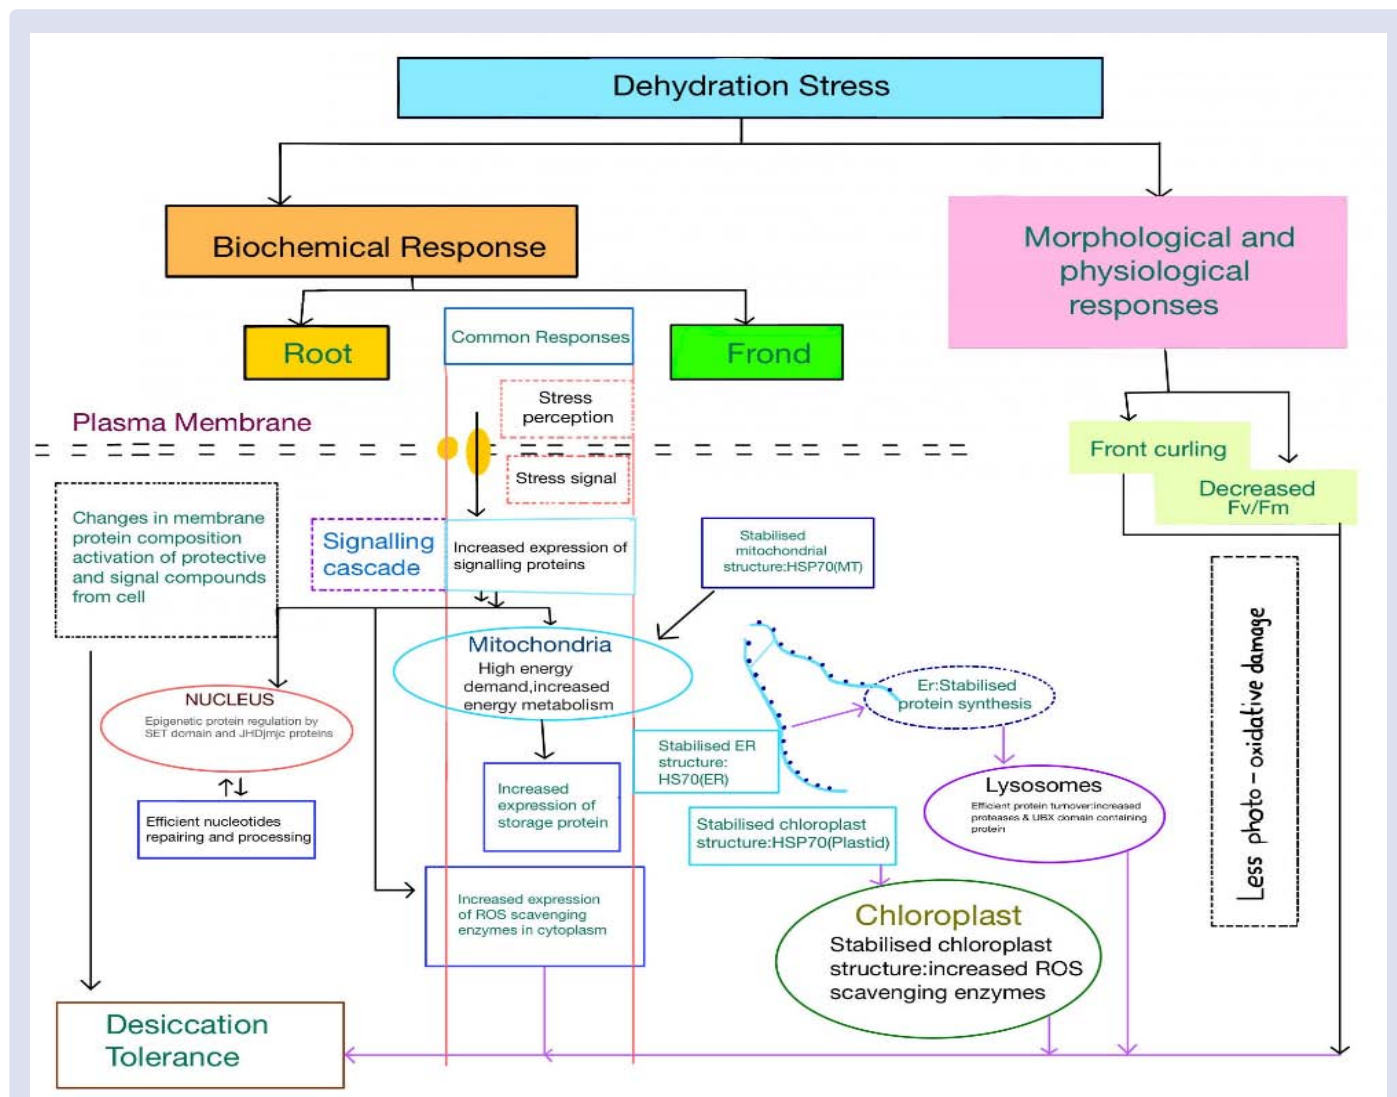 Dehydration Stress
Biochemical Response
Morphological and
physiological
responses
Root
Common Responses
Frond
Stress
perception
Plasma Membrane
Front curling
Stress signal
Decreased
Fv/Fm
Changes in membrane
protein composition
activation of protective
and signal compounds
from cell
Signalling
cascade
Increased expression of
signalling proteins
Stabilised
mitochondrial
structure:HSP70(MT)
Less photo-oxidative damage
Mitochondria
High energy
demand,increased
energy metabolism
NUCLEUS
Epigenetic protein regulation by
SET domain and JHDjmjc proteins
Er:Stabilised
protein synthesis
Stabilised ER
structure:
HS70(ER)
Increased
expression of
storage protein
Lysosomes
Efficient protein turnover:increased
proteases & UBX domain containing
protein
Efficient nucleotides
repairing and processing
Stabilised chloroplast
structure:HSP70(Plastid)
Increased expression
of ROS scavenging
enzymes in cytoplasm
Chloroplast
Stabilised chloroplast
structure:increased ROS
scavenging enzymes
Desiccation
Tolerance